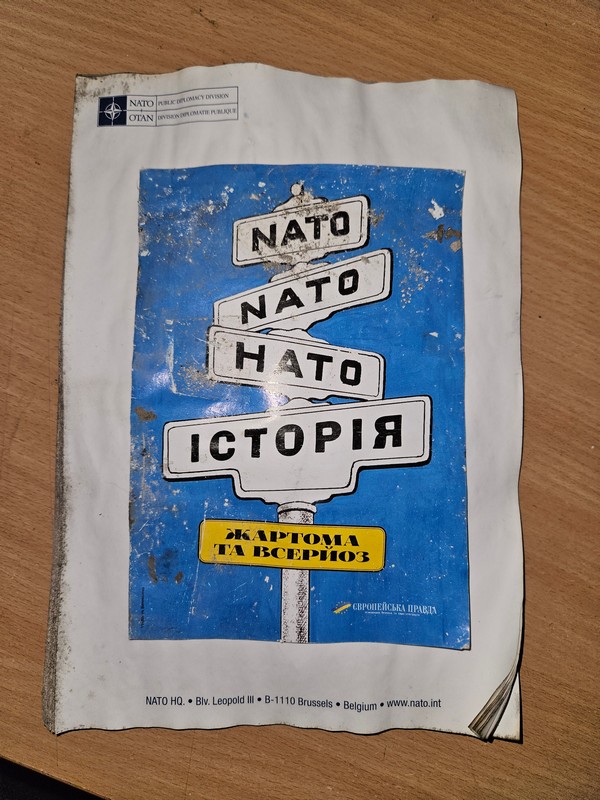 NATO
OTAN
PUBLIC DIPLOMACY DIVISION
DIVISION DIPLOMATIE PUBLIQUE
NATO
NATO
НАТО
ІСТОРІЯ
ЖАРТОМА
ТА ВСЕРЙОЗ
ЄВРОПЕЙСЬКА ПРАВДА
NATO HQ. • Blv. Leopold III • B-1110 Brussels • Belgium • www.nato.int